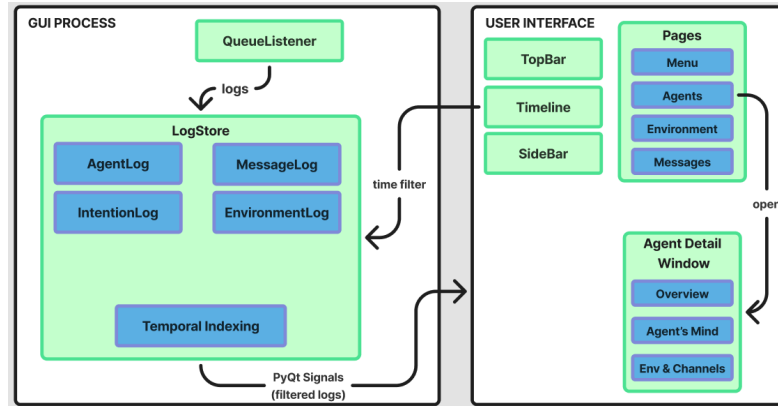 GUI PROCESS
QueueListener
logs
LogStore
AgentLog
MessageLog
IntentionLog
EnvironmentLog
Temporal Indexing
PyQt Signals
(filtered logs)
time filter
USER INTERFACE
TopBar
Timeline
SideBar
Pages
Menu
Agents
Environment
Messages
open
Agent Detail
Window
Overview
Agent's Mind
Env & Channels